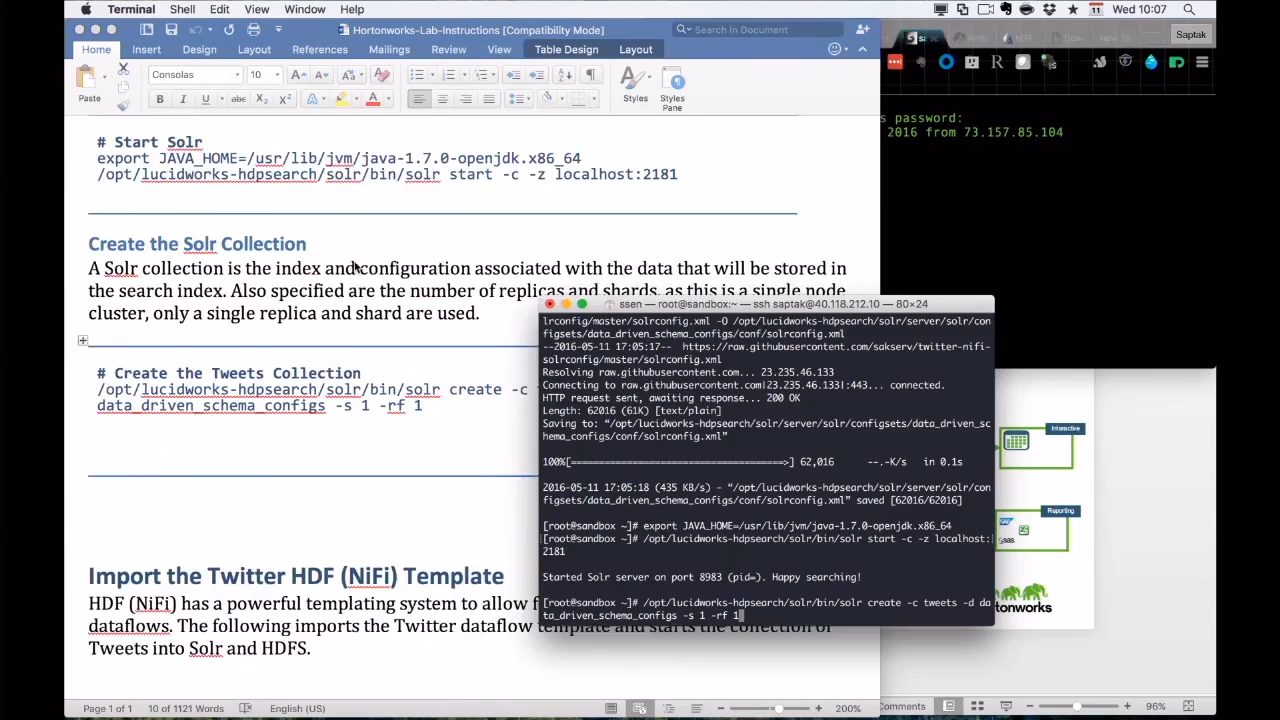 Terminal Shell Edit View Window Help
11 Wed 10:07
Hortonworks-Lab-Instructions [Compatibility Mode]
Search in Document
Saptak
Home Insert Design Layout References Mailings Review View Table Design Layout
Paste
Consolas 10
Styles
Styles Pane
# Start Solr
export JAVA_HOME=/usr/lib/jvm/java-1.7.0-openjdk.x86_64
/opt/lucidworks-hdpsearch/solr/bin/solr start -c -z localhost:2181
Create the Solr Collection
A Solr collection is the index and configuration associated with the data that will be stored in
the search index. Also specified are the number of replicas and shards, as this is a single node
cluster, only a single replica and shard are used.
# Create the Tweets Collection
/opt/lucidworks-hdpsearch/solr/bin/solr create -c
data_driven_schema_configs -s 1 -rf 1
Import the Twitter HDF (NiFi) Template
HDF (NiFi) has a powerful templating system to allow
dataflows. The following imports the Twitter dataflow template and starts the collection of
Tweets into Solr and HDFS.
Page 1 of 1 10 of 1121 Words English (US) 200%
s password:
2016 from 73.157.85.104
ssen — root@sandbox:~ — ssh saptak@40.118.212.10 — 80×24
lrconfig/master/solrconfig.xml -O /opt/lucidworks-hdpsearch/solr/server/solr/con
figsets/data_driven_schema_configs/conf/solrconfig.xml
--2016-05-11 17:05:17-- https://raw.githubusercontent.com/sakserv/twitter-nifi-
solrconfig/master/solrconfig.xml
Resolving raw.githubusercontent.com... 23.235.46.133
Connecting to raw.githubusercontent.com|23.235.46.133|:443... connected.
HTTP request sent, awaiting response... 200 OK
Length: 62016 (61K) [text/plain]
Saving to: “/opt/lucidworks-hdpsearch/solr/server/solr/configsets/data_driven_sc
hema_configs/conf/solrconfig.xml”
100%[======================================>] 62,016 --.-K/s in 0.1s
2016-05-11 17:05:18 (435 KB/s) - “/opt/lucidworks-hdpsearch/solr/server/solr/con
figsets/data_driven_schema_configs/conf/solrconfig.xml” saved [62016/62016]
[root@sandbox ~]# export JAVA_HOME=/usr/lib/jvm/java-1.7.0-openjdk.x86_64
[root@sandbox ~]# /opt/lucidworks-hdpsearch/solr/bin/solr start -c -z localhost:
2181
Started Solr server on port 8983 (pid=). Happy searching!
[root@sandbox ~]# /opt/lucidworks-hdpsearch/solr/bin/solr create -c tweets -d da
ta_driven_schema_configs -s 1 -rf 1
Interactive
Reporting
SAP
sas
tonworks
Comments 96%